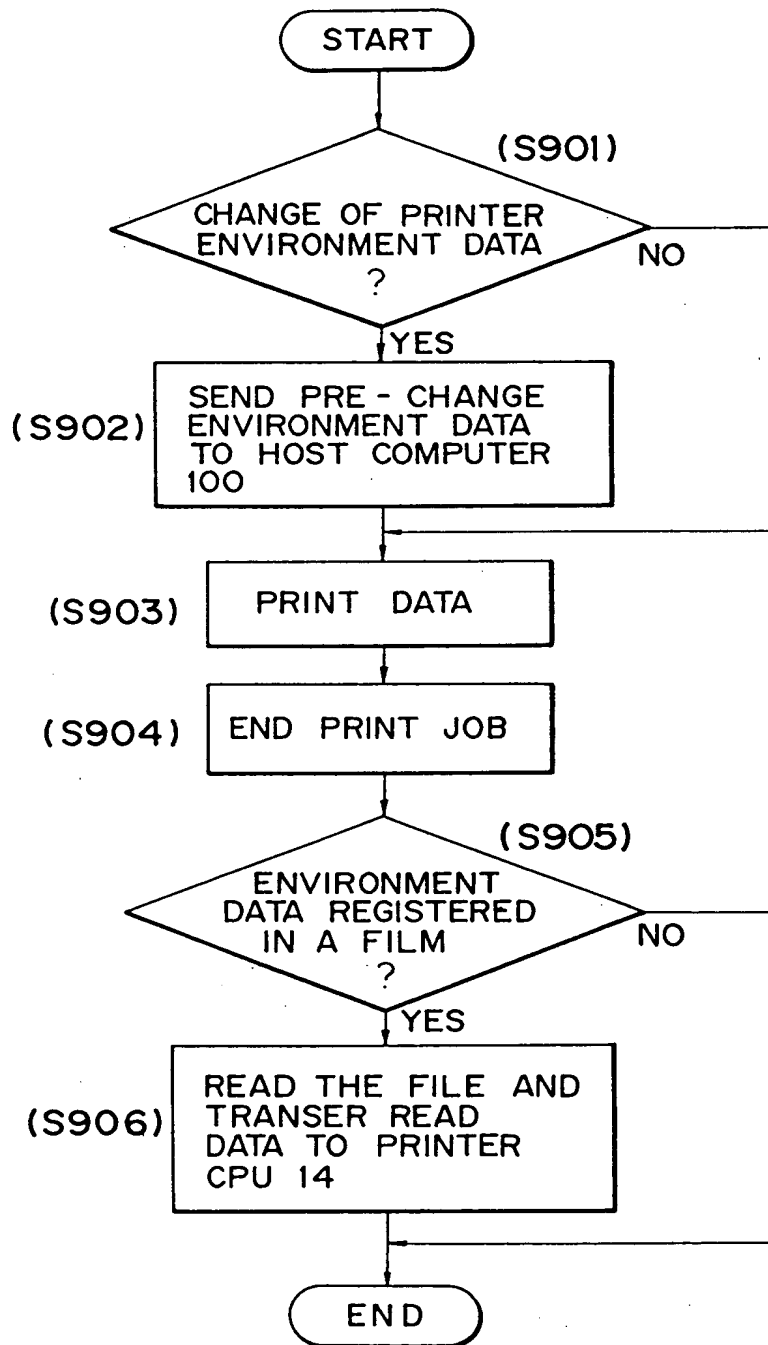 START
(S901)
CHANGE OF PRINTER
ENVIRONMENT DATA
?
NO
YES
(S902)
SEND PRE-CHANGE
ENVIRONMENT DATA
TO HOST COMPUTER
100
(S903)
PRINT DATA
(S904)
END PRINT JOB
(S905)
ENVIRONMENT
DATA REGISTERED
IN A FILM
?
NO
YES
(S906)
READ THE FILE AND
TRANSER READ
DATA TO PRINTER
CPU 14
END